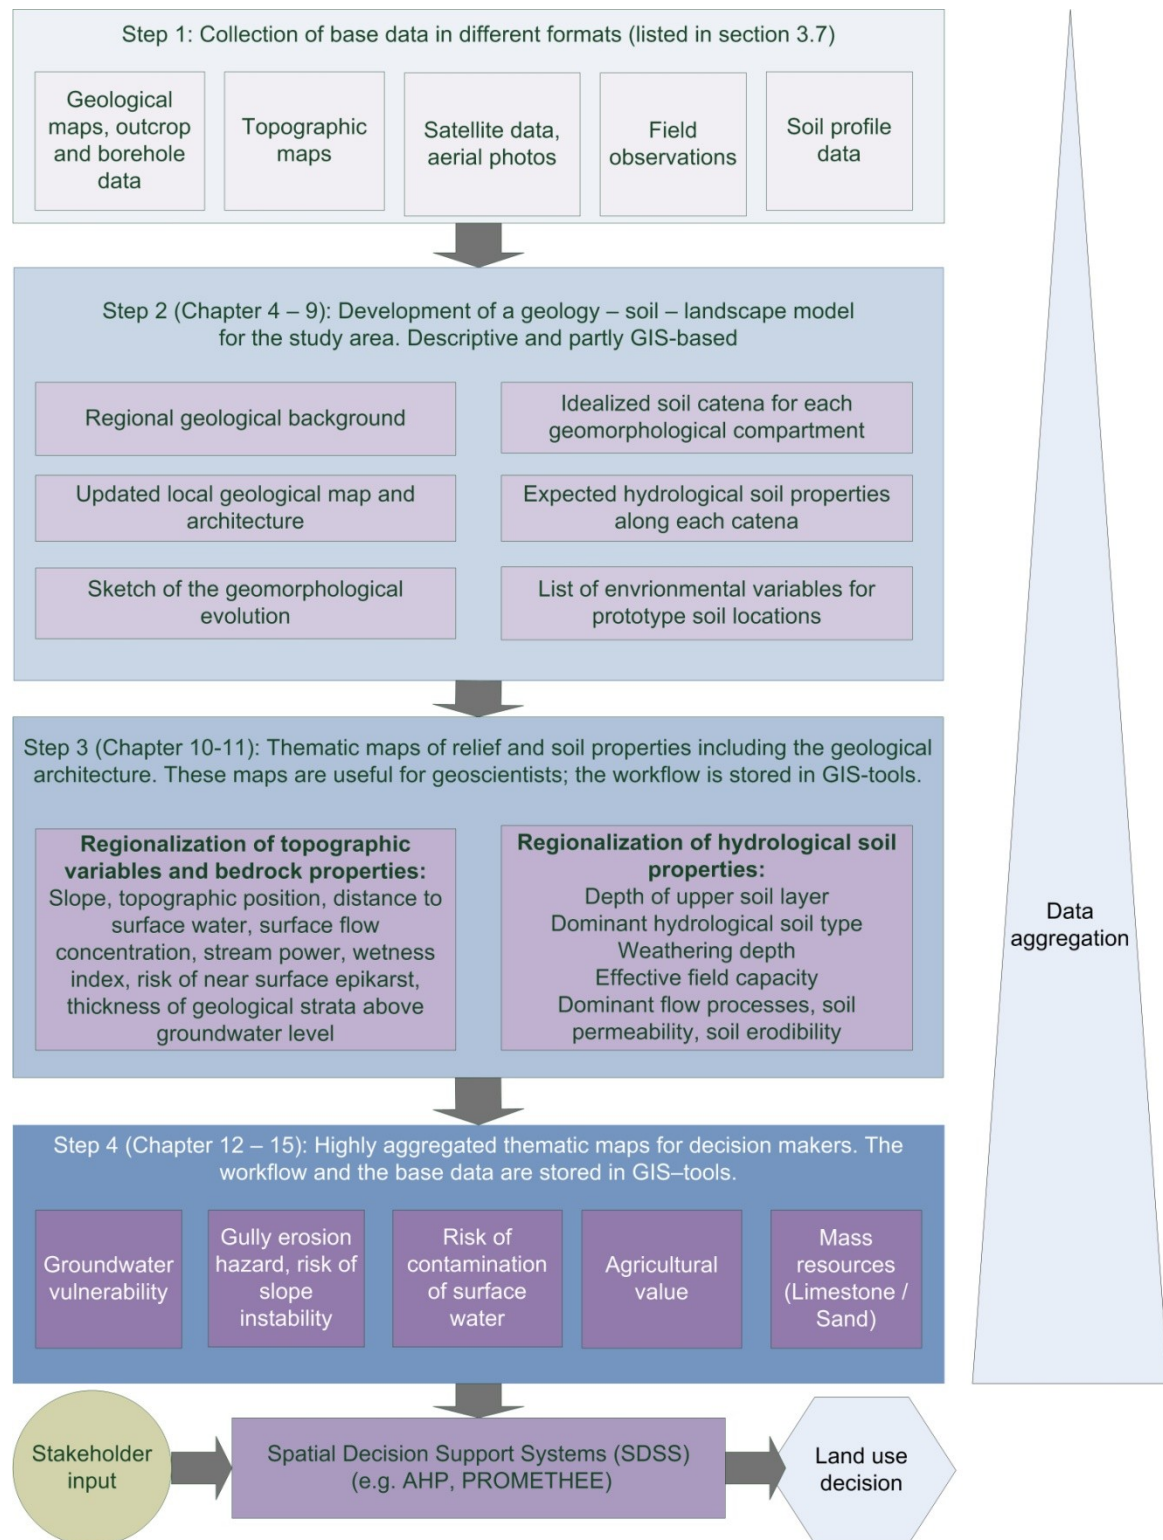 Step 1: Collection of base data in different formats (listed in section 3.7)
Geological
maps, outcrop
and borehole
data
Topographic
maps
Satellite data,
aerial photos
Field
observations
Soil profile
data
Step 2 (Chapter 4 – 9): Development of a geology – soil – landscape model
for the study area. Descriptive and partly GIS-based
Regional geological background
Idealized soil catena for each
geomorphological compartment
Updated local geological map and
architecture
Expected hydrological soil properties
along each catena
Sketch of the geomorphological
evolution
List of envrionmental variables for
prototype soil locations
Step 3 (Chapter 10-11): Thematic maps of relief and soil properties including the geological
architecture. These maps are useful for geoscientists; the workflow is stored in GIS-tools.
Regionalization of topographic
variables and bedrock properties:
Slope, topographic position, distance to
surface water, surface flow
concentration, stream power, wetness
index, risk of near surface epikarst,
thickness of geological strata above
groundwater level
Regionalization of hydrological soil
properties:
Depth of upper soil layer
Dominant hydrological soil type
Weathering depth
Effective field capacity
Dominant flow processes, soil
permeability, soil erodibility
Data
aggregation
Step 4 (Chapter 12 – 15): Highly aggregated thematic maps for decision makers. The
workflow and the base data are stored in GIS–tools.
Groundwater
vulnerability
Gully erosion
hazard, risk of
slope
instability
Risk of
contamination
of surface
water
Agricultural
value
Mass
resources
(Limestone /
Sand)
Stakeholder
input
Spatial Decision Support Systems (SDSS)
(e.g. AHP, PROMETHEE)
Land use
decision